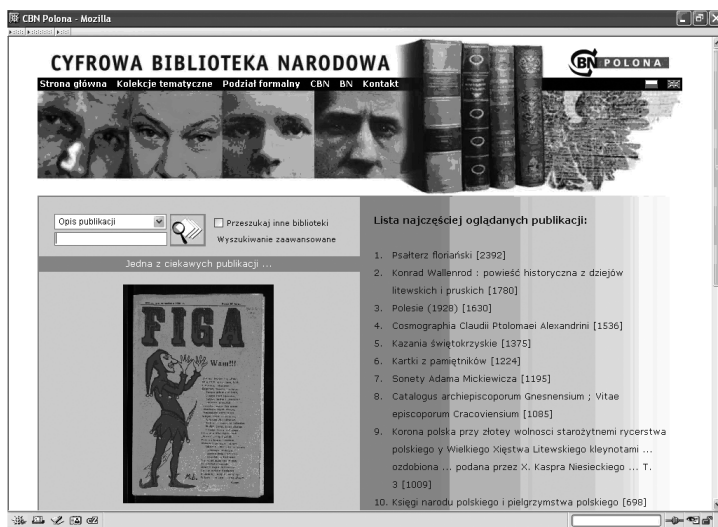 CBN Polona - Mozilla
CYFROWA BIBLIOTEKA NARODOWA
BN POLONA
Strona główna Kolekcje tematyczne Podział formalny CBN BN Kontakt
Opis publikacji
Przeszukaj inne biblioteki
Wyszukiwanie zaawansowane
Jedna z ciekawych publikacji ...
FIGA
Wam!!!
Lista najczęściej oglądanych publikacji:
1. Psałterz floriański [2392]
2. Konrad Wallenrod : powieść historyczna z dziejów
litewskich i pruskich [1780]
3. Polesie (1928) [1630]
4. Cosmographia Claudii Ptolomaei Alexandrini [1536]
5. Kazania świętokrzyskie [1375]
6. Kartki z pamiętników [1224]
7. Sonety Adama Mickiewicza [1195]
8. Catalogus archiepiscoporum Gnesnensium ; Vitae
episcoporum Cracoviensium [1085]
9. Korona polska przy złotey wolnosci starożytnemi rycerstwa
polskiego y Wielkiego Xięstwa Litewskiego kleynotami ...
ozdobiona ... podana przez X. Kaspra Niesieckiego ... T.
3 [1009]
10. Księgi narodu polskiego i pielgrzymstwa polskiego [698]